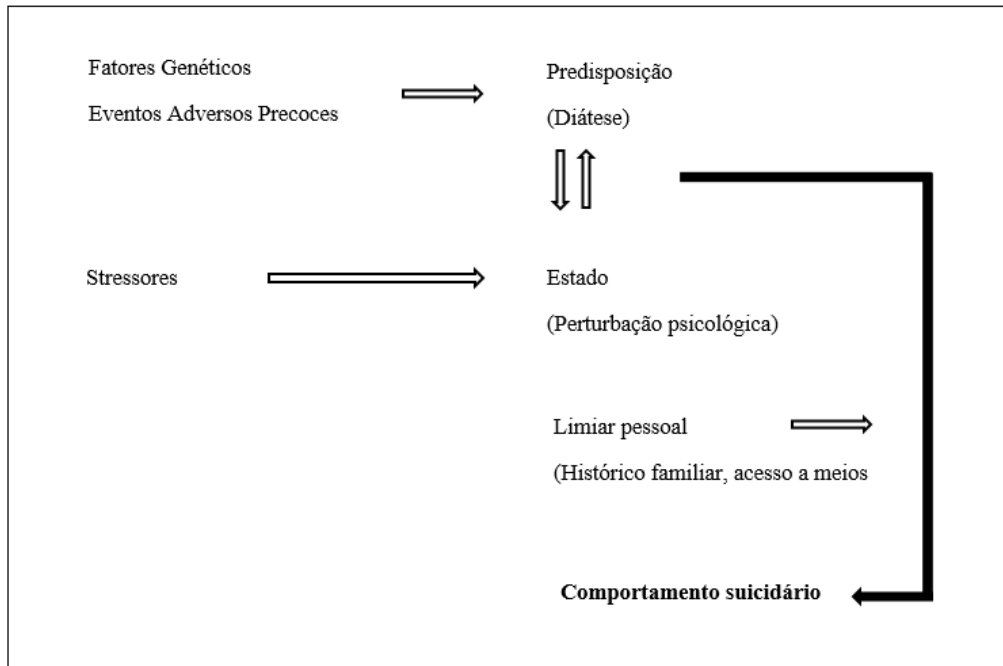 Fatores Genéticos
Eventos Adversos Precoces
Predisposição
(Diátese)
Stressores
Estado
(Perturbação psicológica)
Limiar pessoal
(Histórico familiar, acesso a meios
Comportamento suicidário